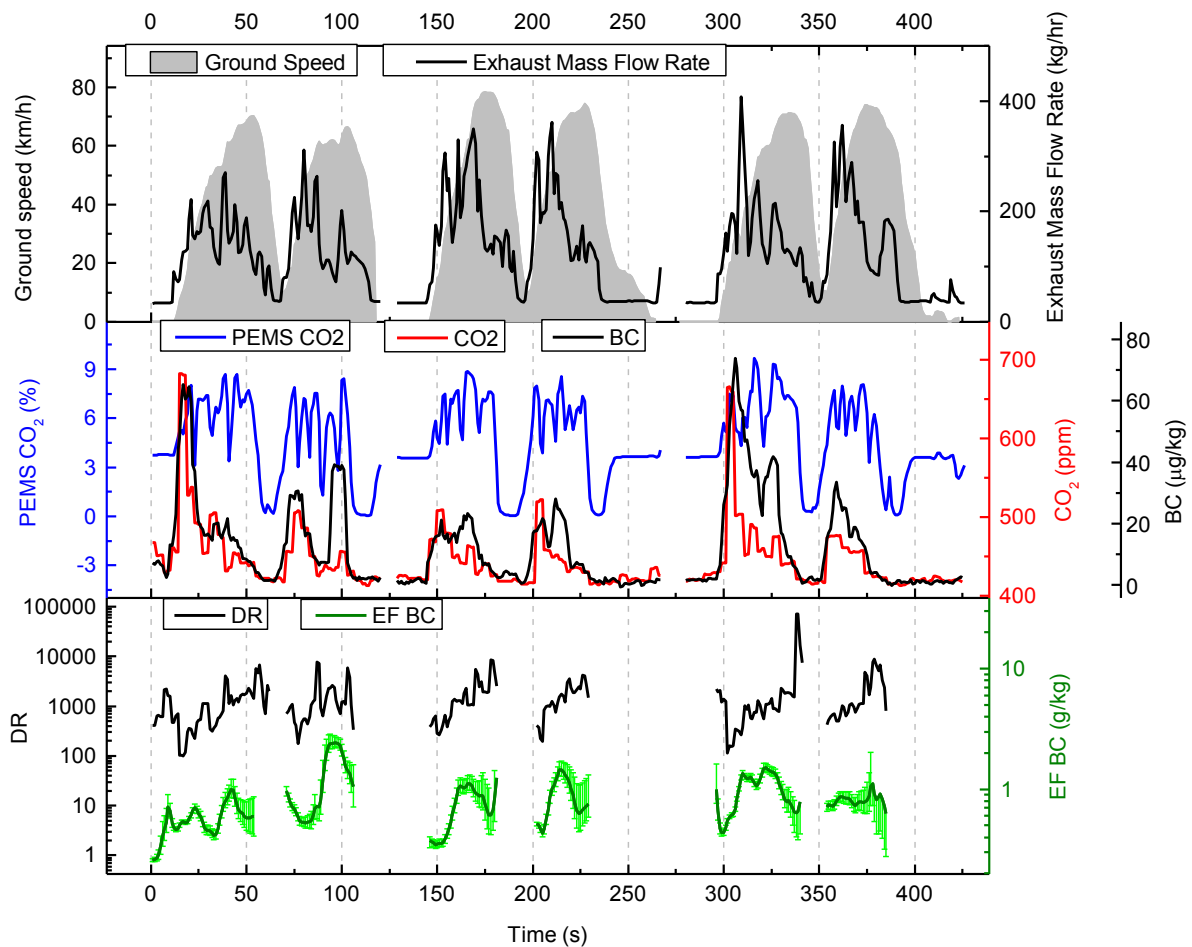 0 50 100 150 200 250 300 350 400
Ground Speed
Exhaust Mass Flow Rate
80
60
40
20
0
Ground speed (km/h)
400
200
0
Exhaust Mass Flow Rate (kg/hr)
PEMS CO2
CO2
BC
9
6
3
0
-3
PEMS CO₂ (%)
700
600
500
400
CO₂ (ppm)
80
60
40
20
0
BC (µg/kg)
DR
EF BC
100000
10000
1000
100
10
1
DR
10
1
EF BC (g/kg)
0 50 100 150 200 250 300 350 400
Time (s)